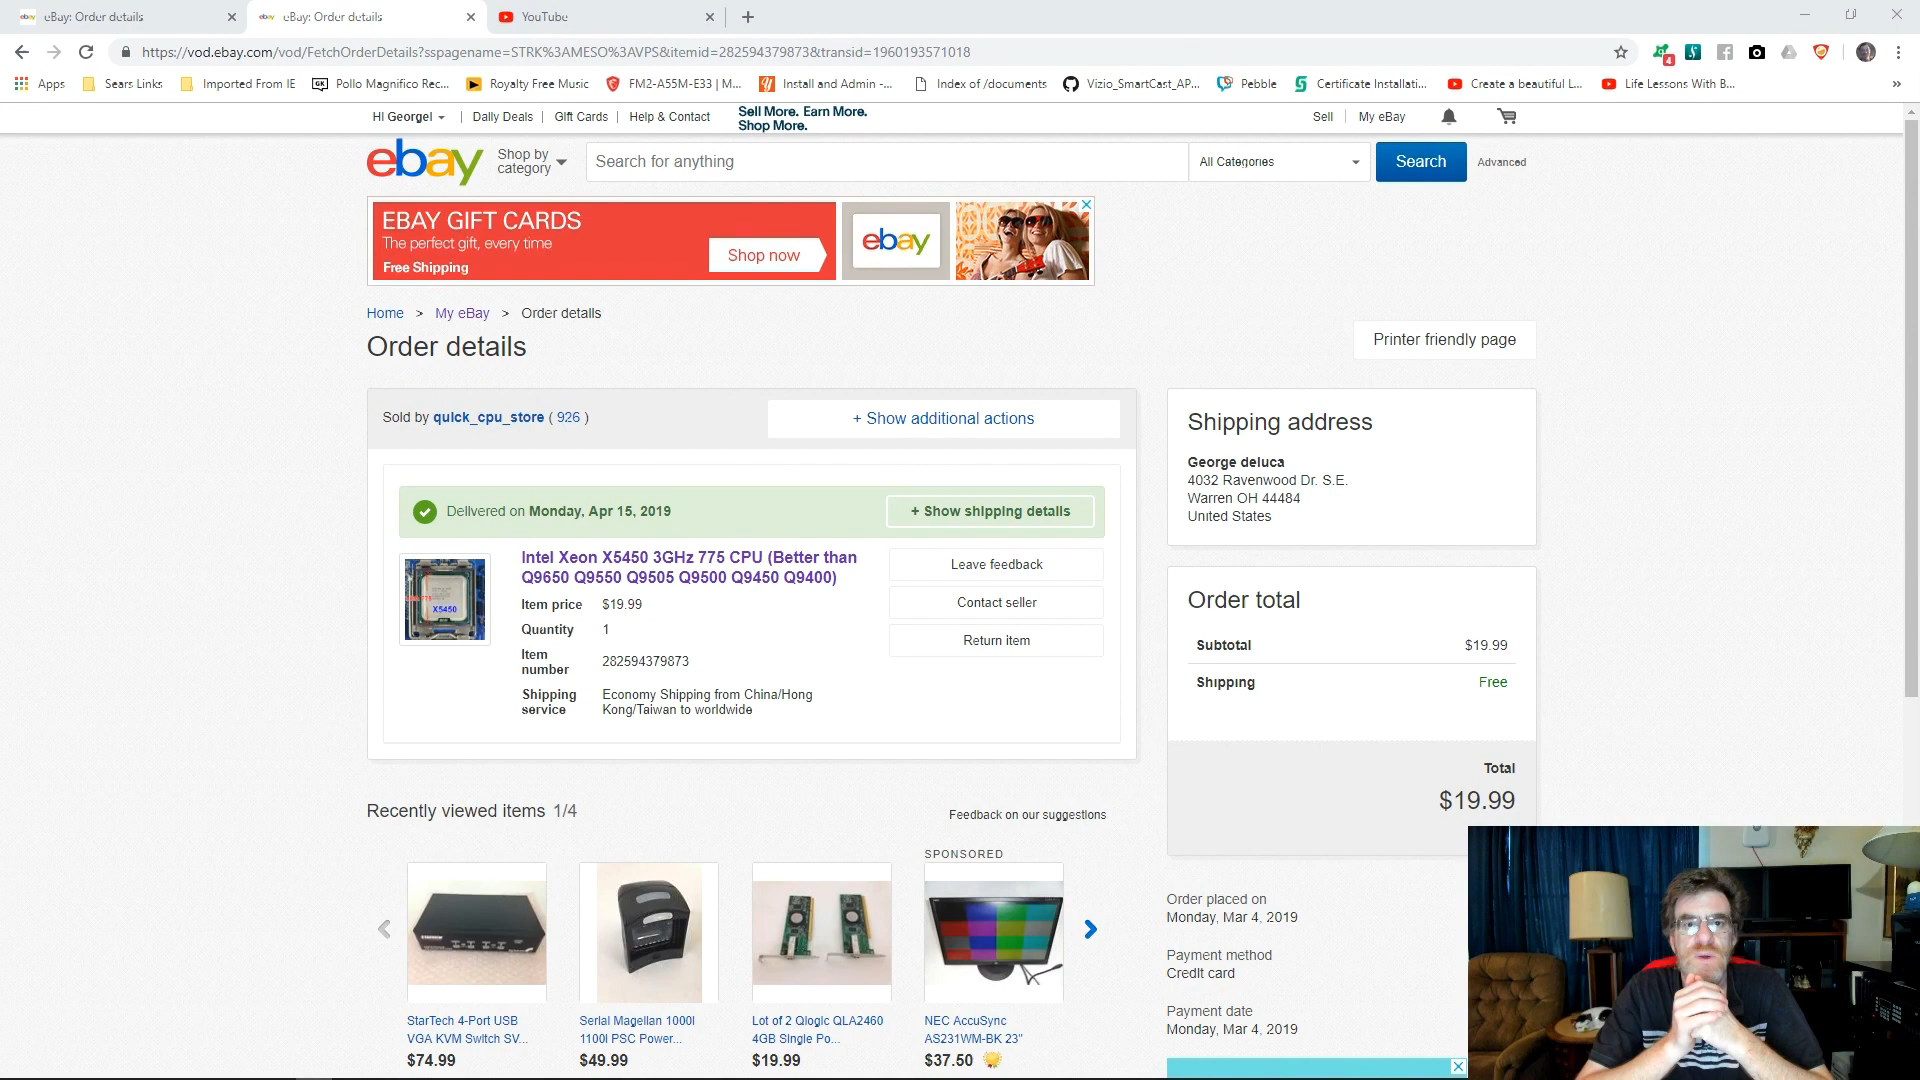 eBay: Order details
eBay: Order details
YouTube
https://vod.ebay.com/vod/FetchOrderDetails?sspagename=STRK%3AMESO%3AVPS&itemid=282594379873&transid=1960193571018
4
Apps
Sears Links
Imported From IE
Pollo Magnifico Rec...
Royalty Free Music
FM2-A55M-E33 | M...
Install and Admin -...
Index of /documents
Vizio_SmartCast_AP...
Pebble
Certificate Installati...
Create a beautiful L...
Life Lessons With B...
»
Hi George!
Daily Deals
Gift Cards
Help & Contact
Sell More. Earn More.
Shop More.
Sell
My eBay
ebay
Shop by
category
Search for anything
All Categories
Search
Advanced
EBAY GIFT CARDS
The perfect gift, every time
Free Shipping
Shop now
ebay
Home > My eBay > Order details
Order details
Printer friendly page
Sold by quick_cpu_store ( 926 )
+ Show additional actions
Delivered on Monday, Apr 15, 2019
+ Show shipping details
Intel Xeon X5450 3GHz 775 CPU (Better than
Q9650 Q9550 Q9505 Q9500 Q9450 Q9400)
X5450
Item price $19.99
Quantity 1
Item
number
282594379873
Shipping
service
Economy Shipping from China/Hong
Kong/Taiwan to worldwide
Leave feedback
Contact seller
Return item
Shipping address
George deluca
4032 Ravenwood Dr. S.E.
Warren OH 44484
United States
Order total
Subtotal $19.99
Shipping Free
Total
$19.99
Recently viewed items 1/4
Feedback on our suggestions
SPONSORED
StarTech 4-Port USB
VGA KVM Switch SV...
$74.99
Serial Magellan 1000I
1100I PSC Power...
$49.99
Lot of 2 Qlogic QLA2460
4GB Single Po...
$19.99
NEC AccuSync
AS231WM-BK 23"
$37.50
Order placed on
Monday, Mar 4, 2019
Payment method
Credit card
Payment date
Monday, Mar 4, 2019